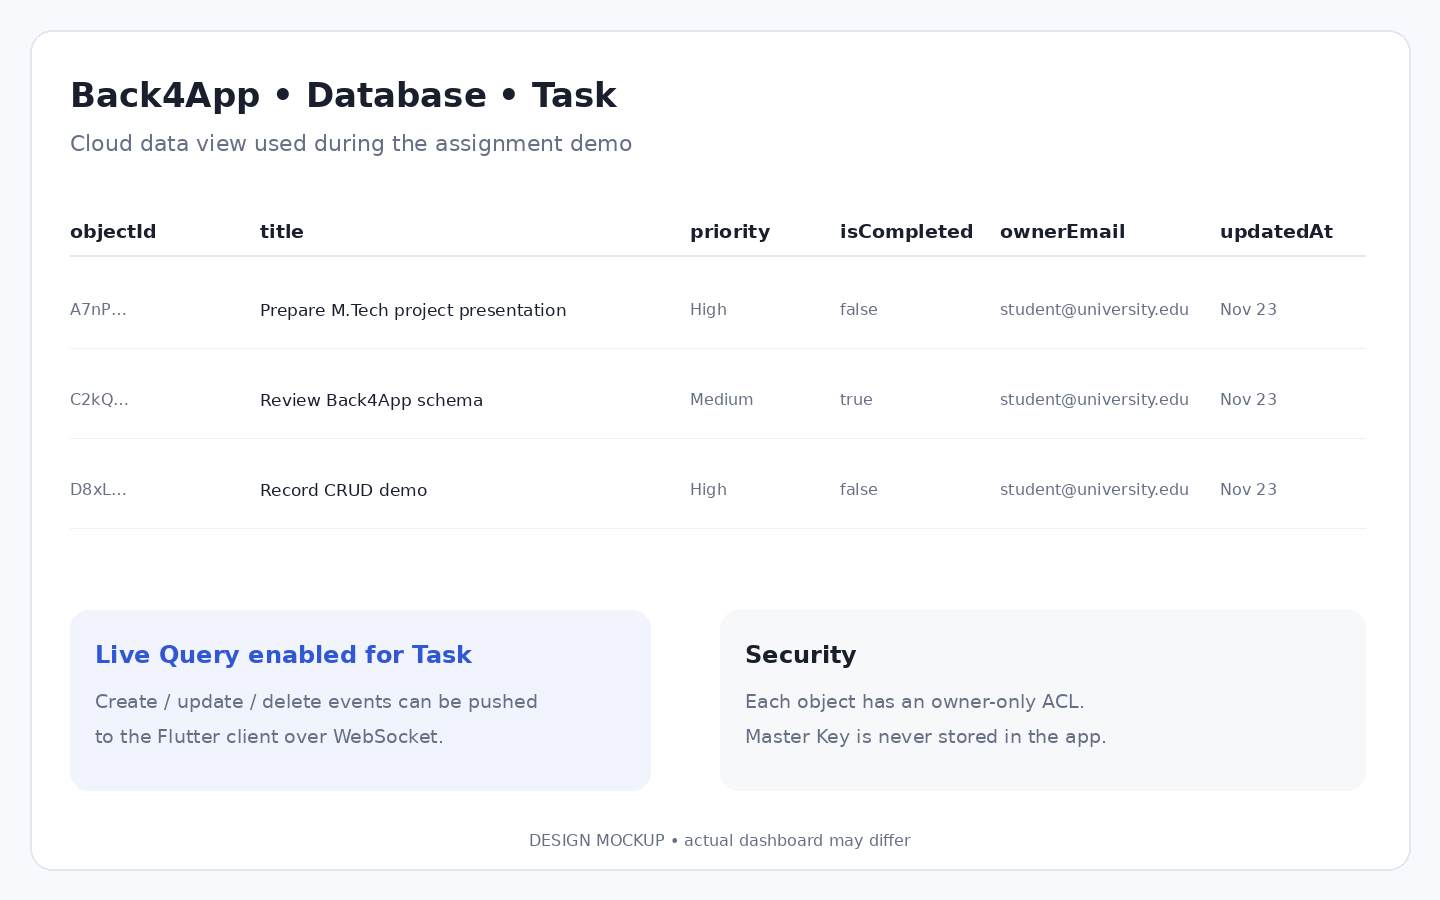 Back4App • Database • Task
Cloud data view used during the assignment demo
objectId title priority isCompleted ownerEmail updatedAt
A7nP... Prepare M.Tech project presentation High false student@university.edu Nov 23
C2kQ... Review Back4App schema Medium true student@university.edu Nov 23
D8xL... Record CRUD demo High false student@university.edu Nov 23
Live Query enabled for Task
Create / update / delete events can be pushed
to the Flutter client over WebSocket.
Security
Each object has an owner-only ACL.
Master Key is never stored in the app.
DESIGN MOCKUP • actual dashboard may differ